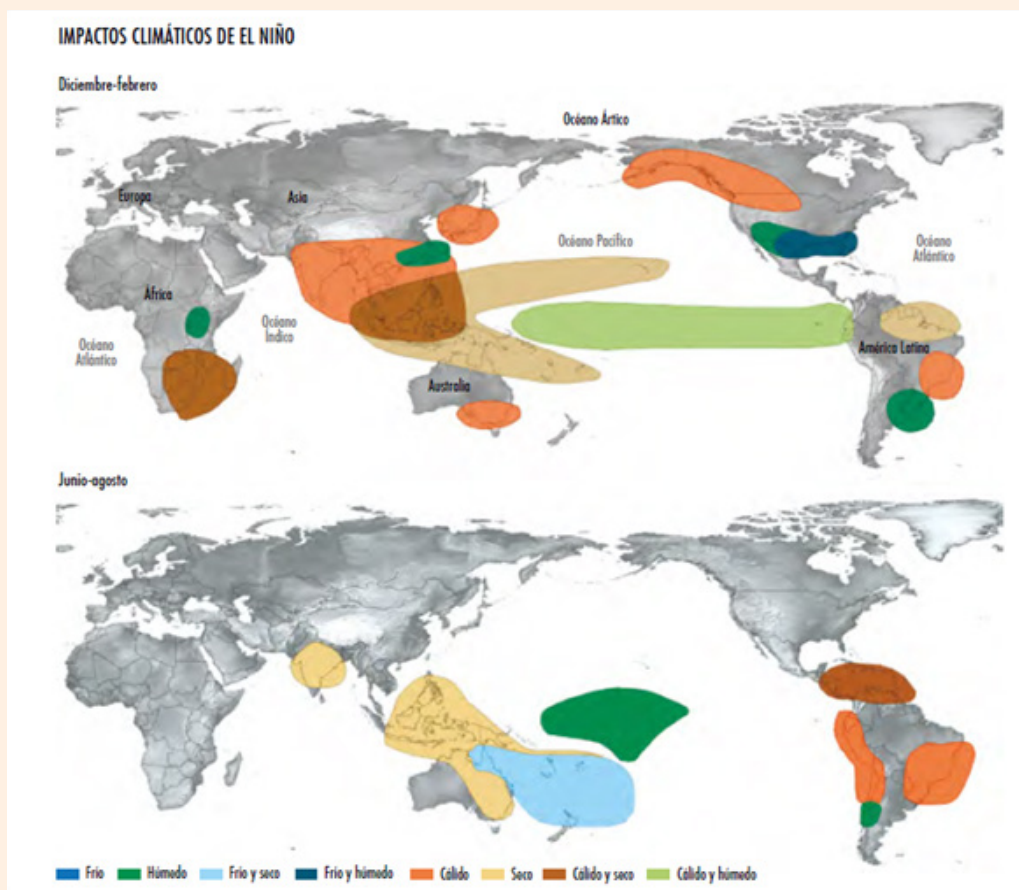 IMPACTOS CLIMÁTICOS DE EL NIÑO
Diciembre-febrero
Océano Ártico
Europa
Asia
Océano Pacífico
Océano
Atlántico
África
Océano
Índico
Océano
Atlántico
América Latina
Australia
Junio-agosto
Frío
Húmedo
Frío y seco
Frío y húmedo
Cálido
Seco
Cálido y seco
Cálido y húmedo